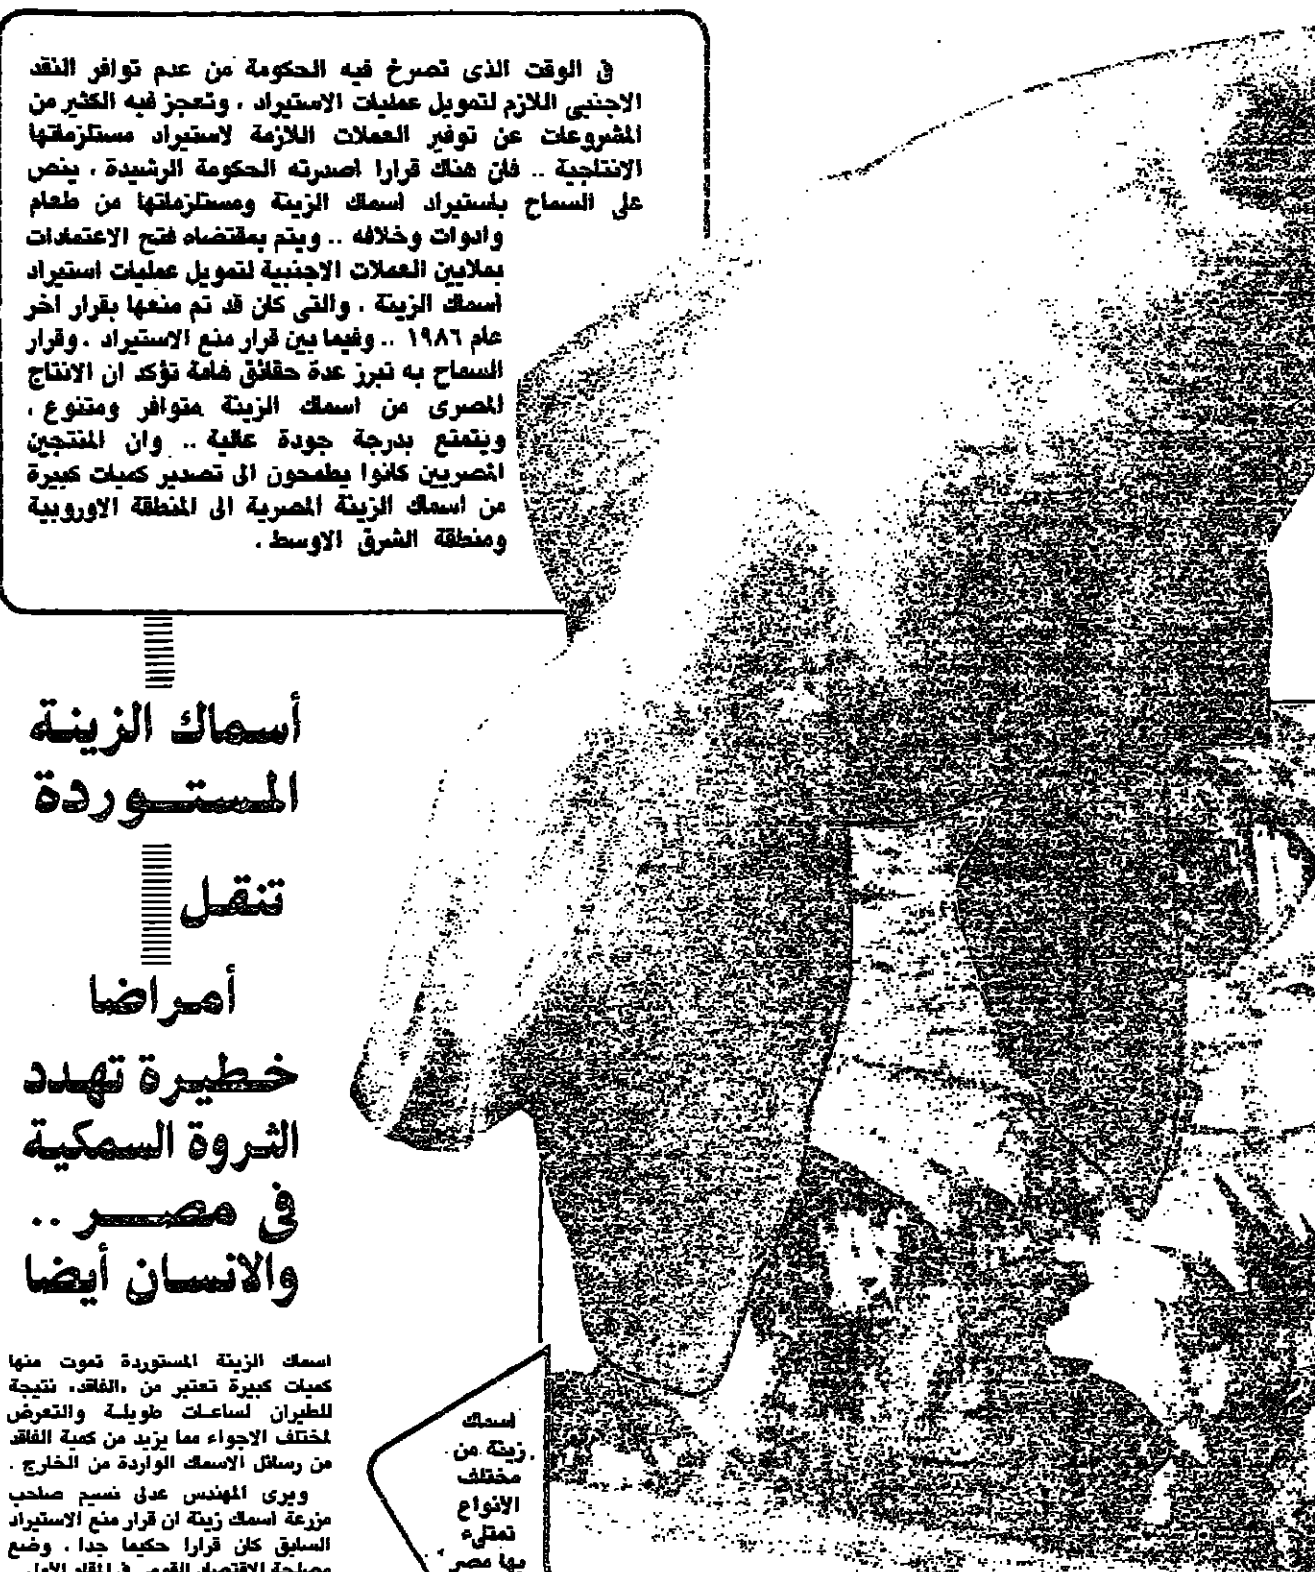 فى الوقت الذى تصرخ فيه الحكومة من عدم توافر النقد
الاجنبى اللازم لتمويل عمليات الاستيراد ، وتعجز فيه الكثير من
المشروعات عن توفير العملات اللازمة لاستيراد مستلزماتها
الانتاجية .. فان هناك قرارا اصدرته الحكومة الرشيدة ، ينص
على السماح باستيراد اسماك الزينة ومستلزماتها من طعام
وادوات وخلافه .. ويتم بمقتضاه فتح الاعتمادات
بملايين العملات الاجنبية لتمويل عمليات استيراد
اسماك الزينة ، والتى كان قد تم منعها بقرار اخر
عام ١٩٨٦ .. وفيما بين قرار منع الاستيراد ، وقرار
السماح به تبرز عدة حقائق هامة تؤكد ان الانتاج
المصرى من اسماك الزينة متوافر ومتنوع ،
ويتمتع بدرجة جودة عالية .. وان المنتجين
المصريين كانوا يطمحون الى تصدير كميات كبيرة
من اسماك الزينة المصرية الى المنطقة الاوروبية
ومنطقة الشرق الاوسط .
أسماك الزينة
المستوردة
تنقل
أمراضا
خطيرة تهدد
الثروة السمكية
فى مصر ..
والانسان أيضا
اسماك الزينة المستوردة تموت منها
كميات كبيرة تعتبر من «الفاقد» نتيجة
للطيران لساعات طويلة والتعرض
لمختلف الاجواء مما يزيد من كمية الفاقد
من رسائل الاسماك الواردة من الخارج .
ويرى المهندس عدلى نسيم صاحب
مزرعة اسماك زينة ان قرار منع الاستيراد
السابق كان قرارا حكيما جدا ، وضع
مصلحة الاقتصاد القومى فى المقام الاول
اسماك
زينة من
مختلف
الانواع
تمتلىء
بها مصر